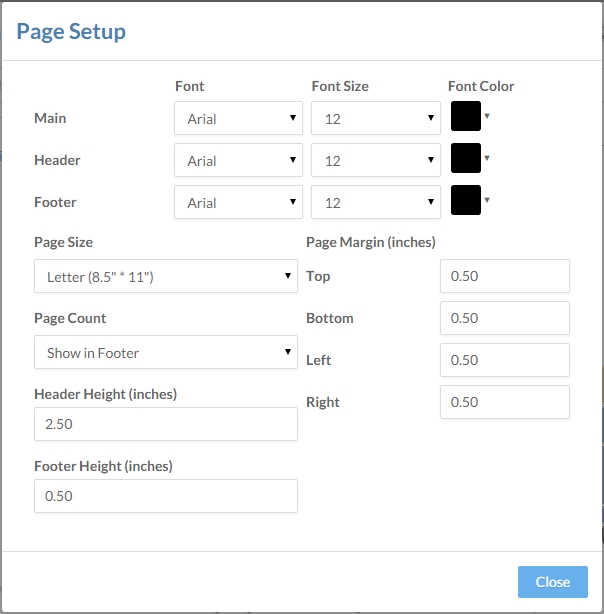 Page Setup
Font Font Size Font Color
Main Arial 12
Header Arial 12
Footer Arial 12
Page Size Page Margin (inches)
Letter (8.5" * 11") Top 0.50
Page Count Bottom 0.50
Show in Footer Left 0.50
Header Height (inches) Right 0.50
2.50
Footer Height (inches)
0.50
Close